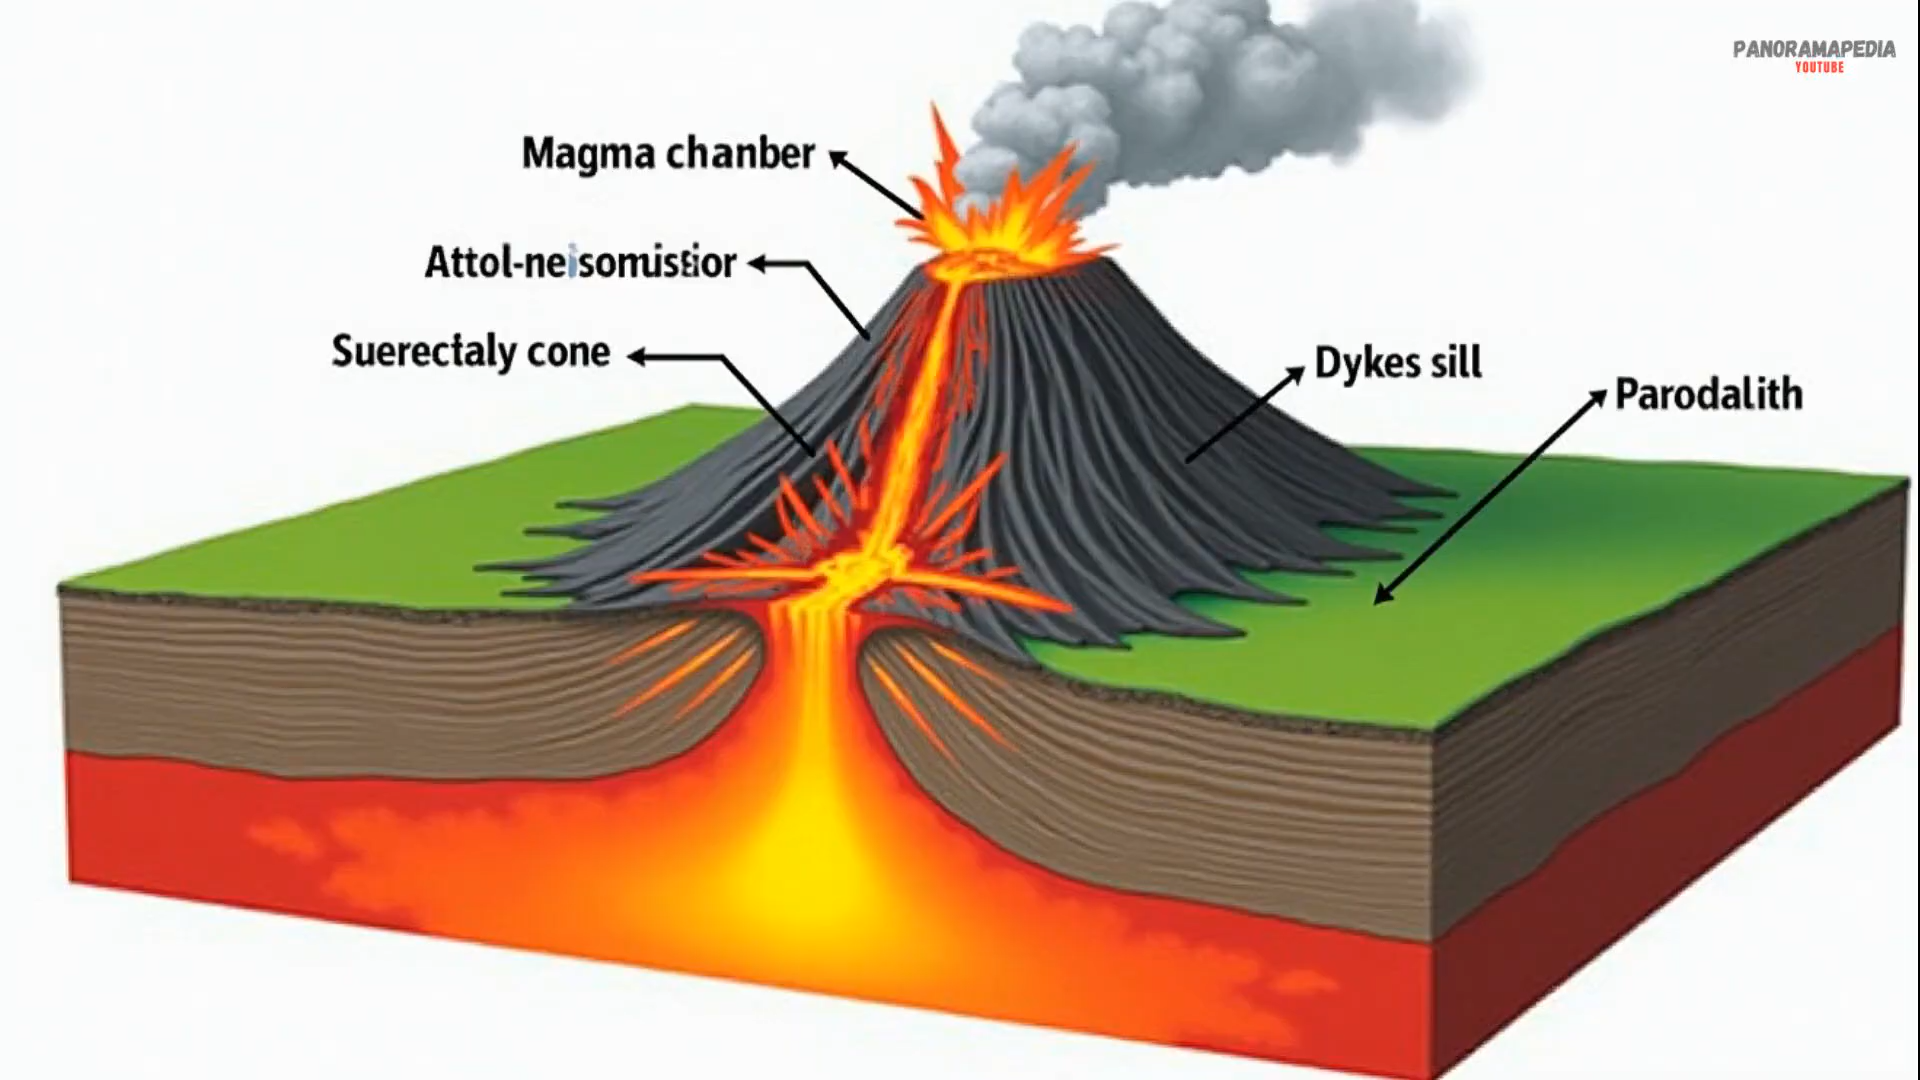 PANORAMAPEDIA
YOUTUBE
Magma chanber
Attol-neisomistior
Suerectaly cone
Dykes sill
Parodalith